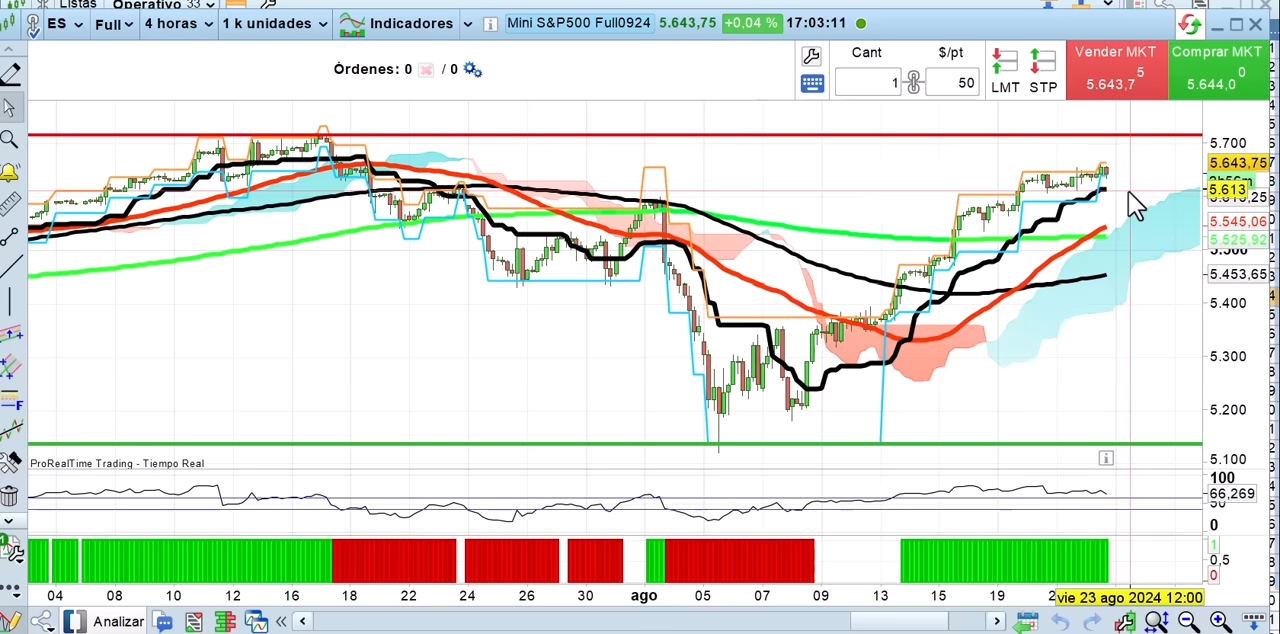 Listas
Operativo 33
ES
Full
4 horas
1 k unidades
Indicadores
Mini S&P500 Full0924
5.643,75
+0,04 %
17:03:11
Órdenes: 0 / 0
Cant
$/pt
1
50
LMT
STP
Vender MKT
5.643,7 5
Comprar MKT
5.644,0 0
5.700
5.643,75
5.613
5.545,06
5.525,92
5.453,65
5.400
5.300
5.200
5.100
ProRealTime Trading - Tiempo Real
100
66,269
0
1
0,5
0
04
08
10
12
16
18
22
24
26
30
ago
05
07
09
13
15
19
vie 23 ago 2024 12:00
Analizar